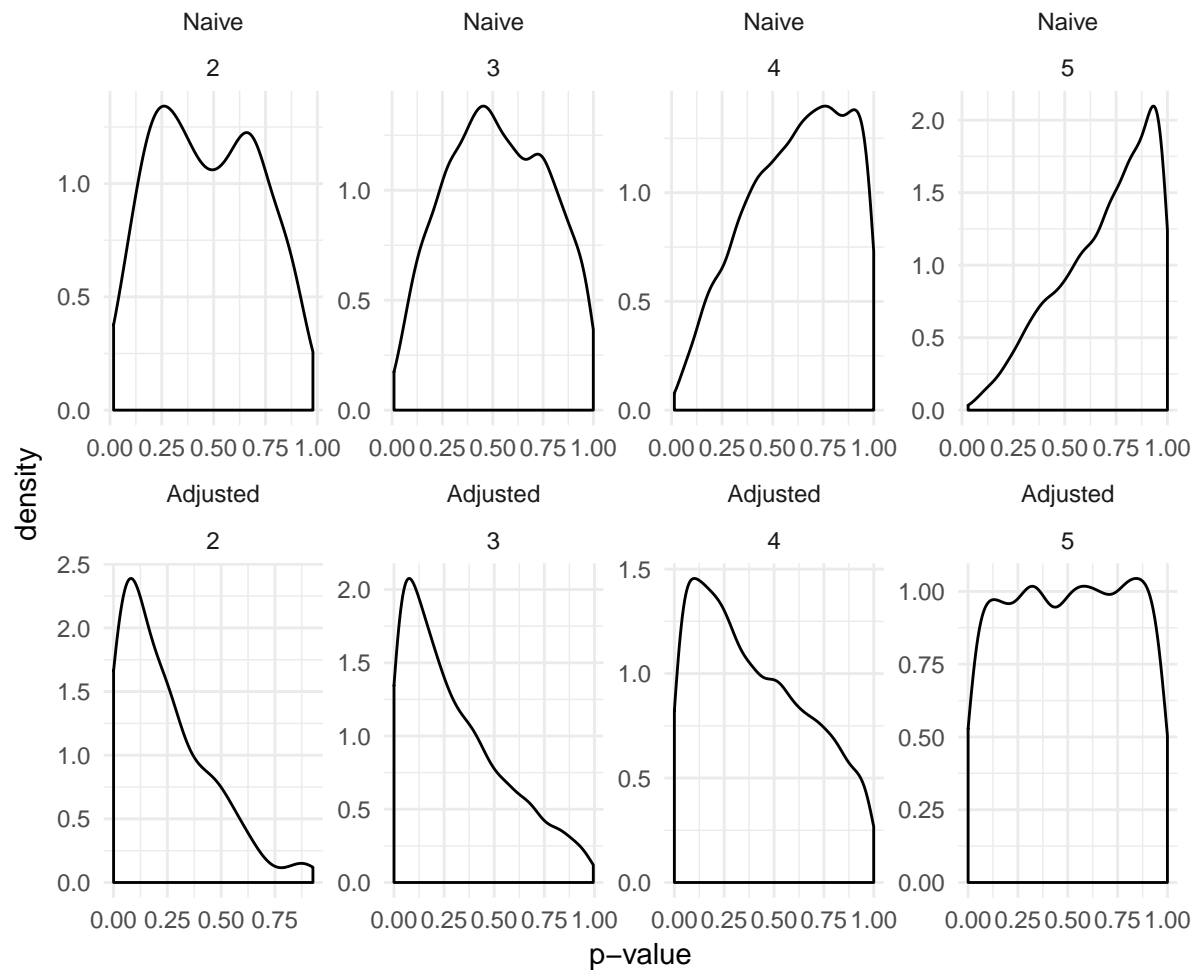 Naive Naive Naive Naive
2 3 4 5
2.0
1.0 1.0 1.0 1.5
1.0
0.5 0.5 0.5 0.5
0.0 0.0 0.0 0.0
0.00 0.25 0.50 0.75 1.00 0.00 0.25 0.50 0.75 1.00 0.00 0.25 0.50 0.75 1.00 0.00 0.25 0.50 0.75 1.00
density
Adjusted Adjusted Adjusted Adjusted
2 3 4 5
2.5 2.0 1.5 1.00
2.0 1.5 1.0 0.75
1.5 1.0 0.5 0.50
1.0 0.5 0.0 0.25
0.5 0.0 0.00
0.0
0.00 0.25 0.50 0.75 0.00 0.25 0.50 0.75 1.00 0.00 0.25 0.50 0.75 1.00 0.00 0.25 0.50 0.75 1.00
p−value